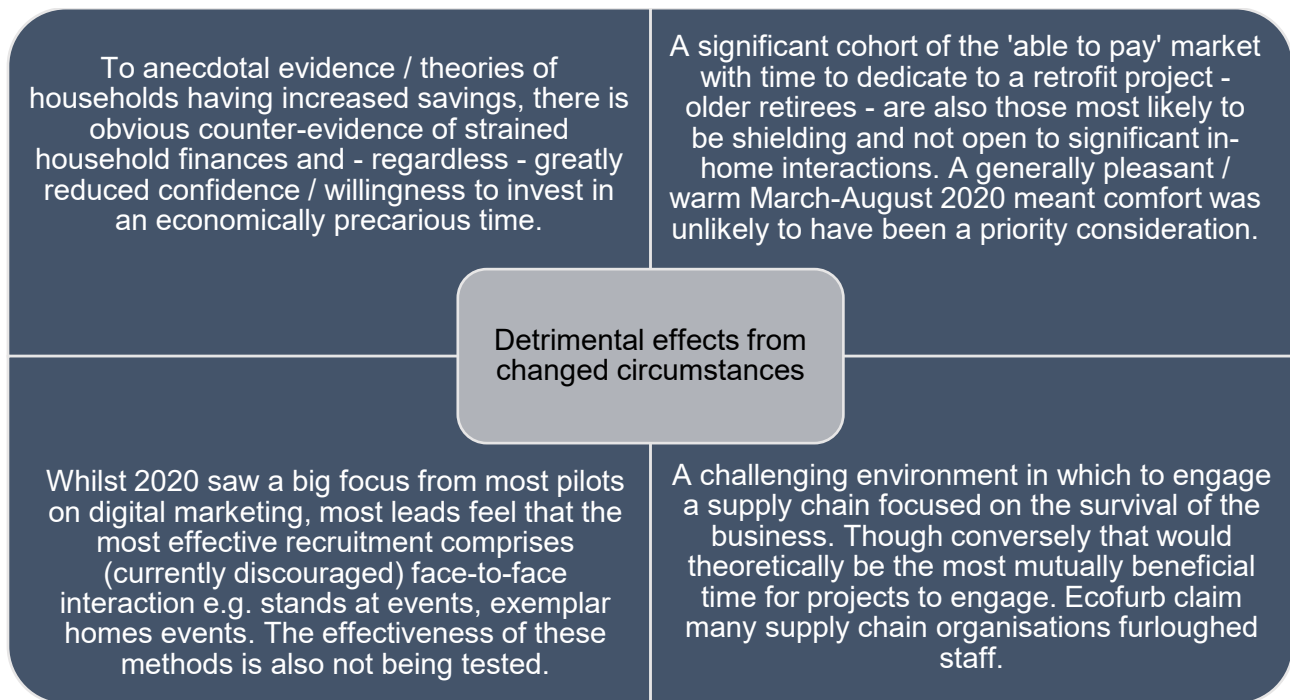 To anecdotal evidence / theories of
households having increased savings, there is
obvious counter-evidence of strained
household finances and - regardless - greatly
reduced confidence / willingness to invest in
an economically precarious time.
A significant cohort of the 'able to pay' market
with time to dedicate to a retrofit project -
older retirees - are also those most likely to
be shielding and not open to significant in-
home interactions. A generally pleasant /
warm March-August 2020 meant comfort was
unlikely to have been a priority consideration.
Detrimental effects from
changed circumstances
Whilst 2020 saw a big focus from most pilots
on digital marketing, most leads feel that the
most effective recruitment comprises
(currently discouraged) face-to-face
interaction e.g. stands at events, exemplar
homes events. The effectiveness of these
methods is also not being tested.
A challenging environment in which to engage
a supply chain focused on the survival of the
business. Though conversely that would
theoretically be the most mutually beneficial
time for projects to engage. Ecofurb claim
many supply chain organisations furloughed
staff.